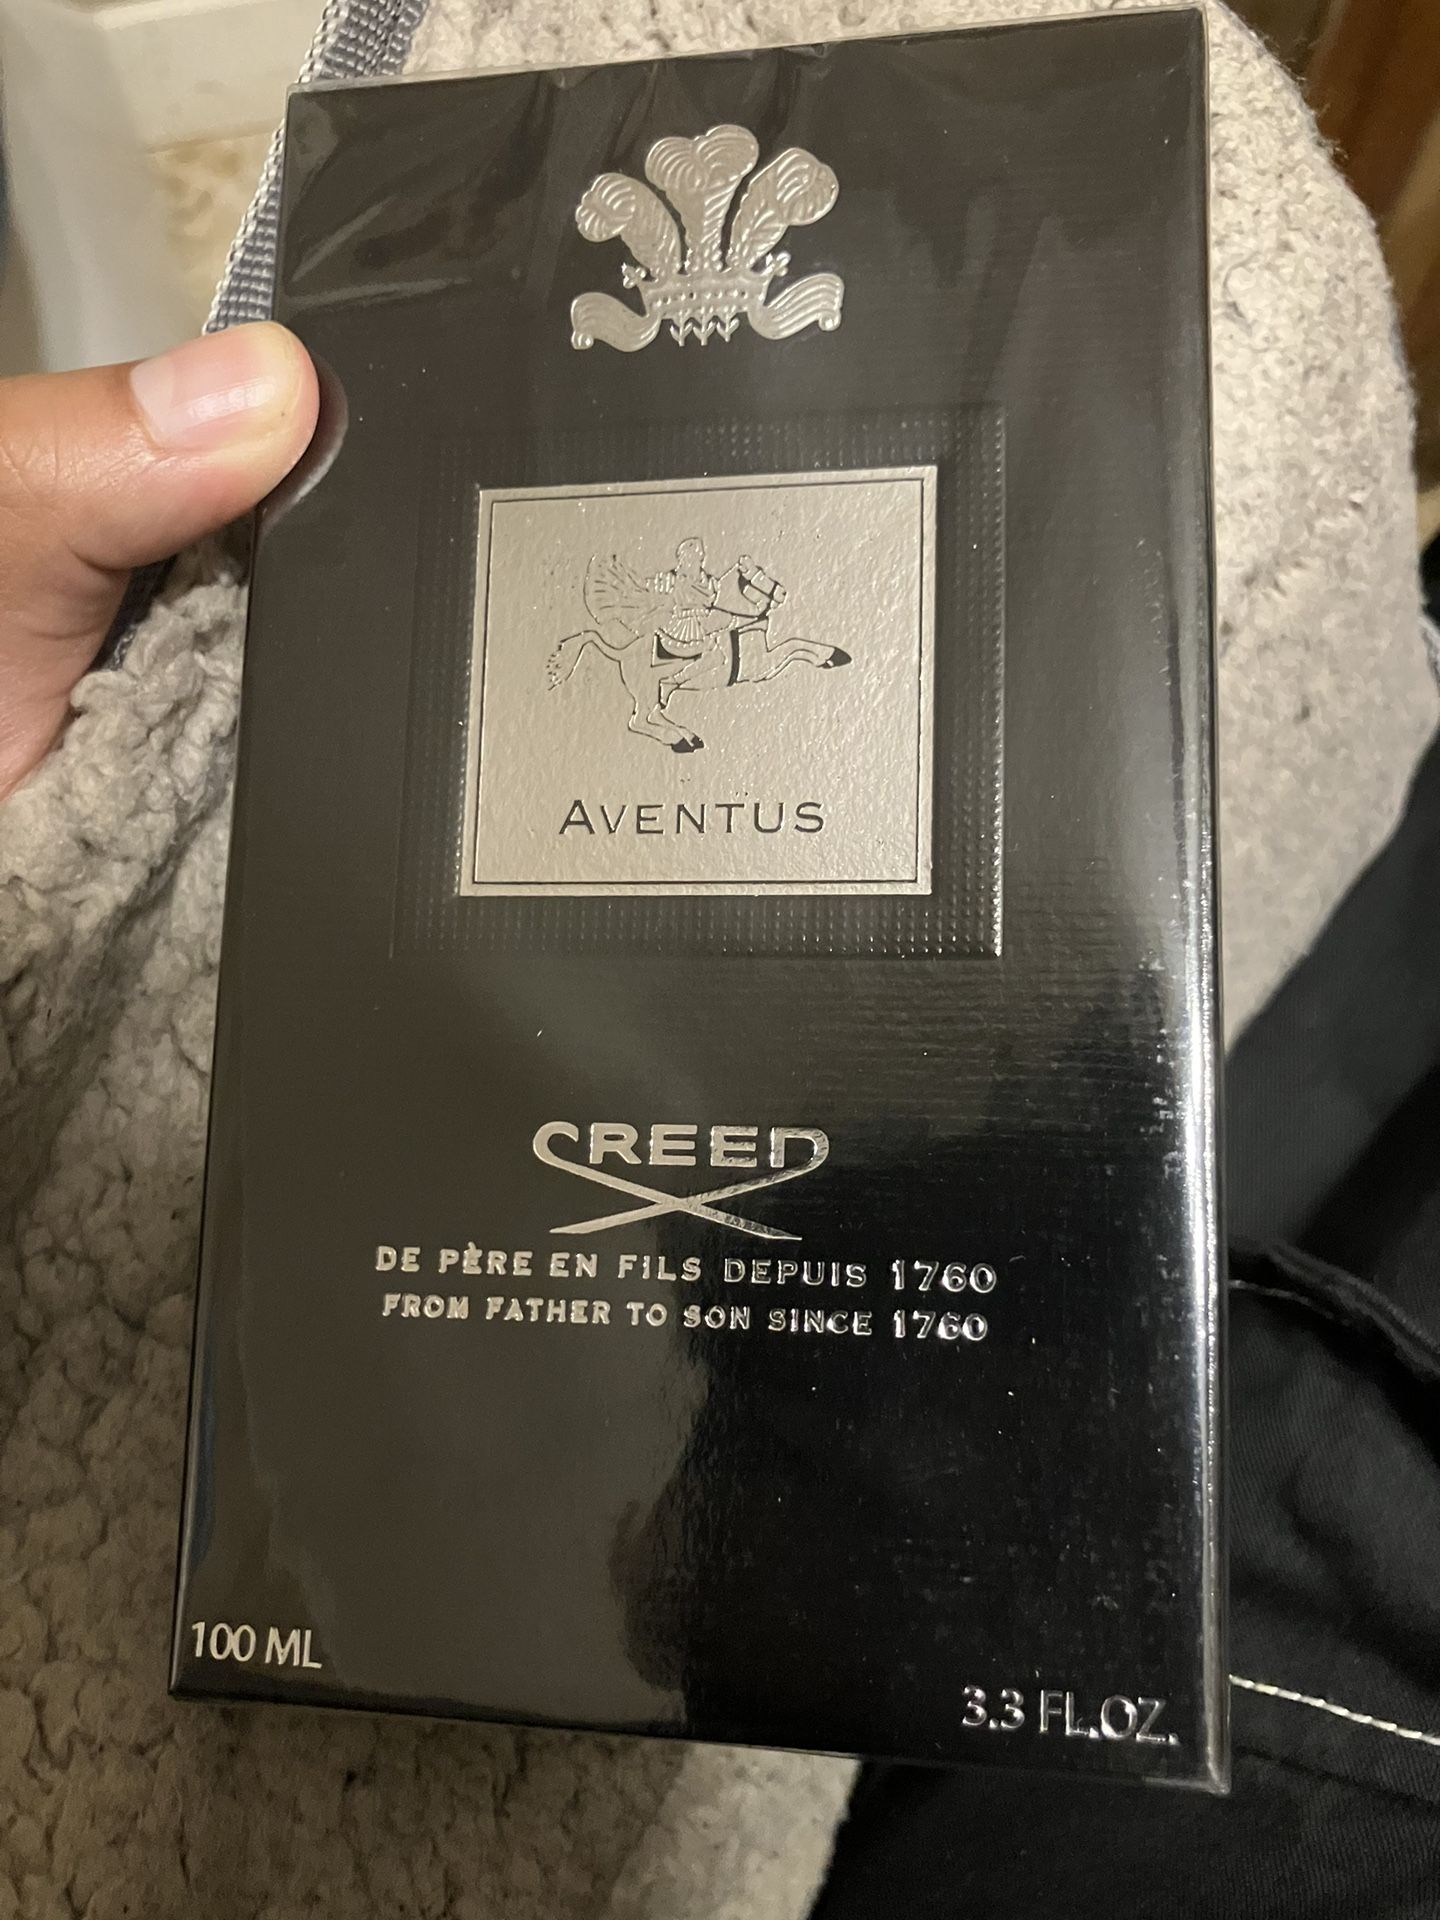 AVENTUS
CREED
DE PÈRE EN FILS DEPUIS 1760
FROM FATHER TO SON SINCE 1760
100 ML
3.3 FL.OZ.